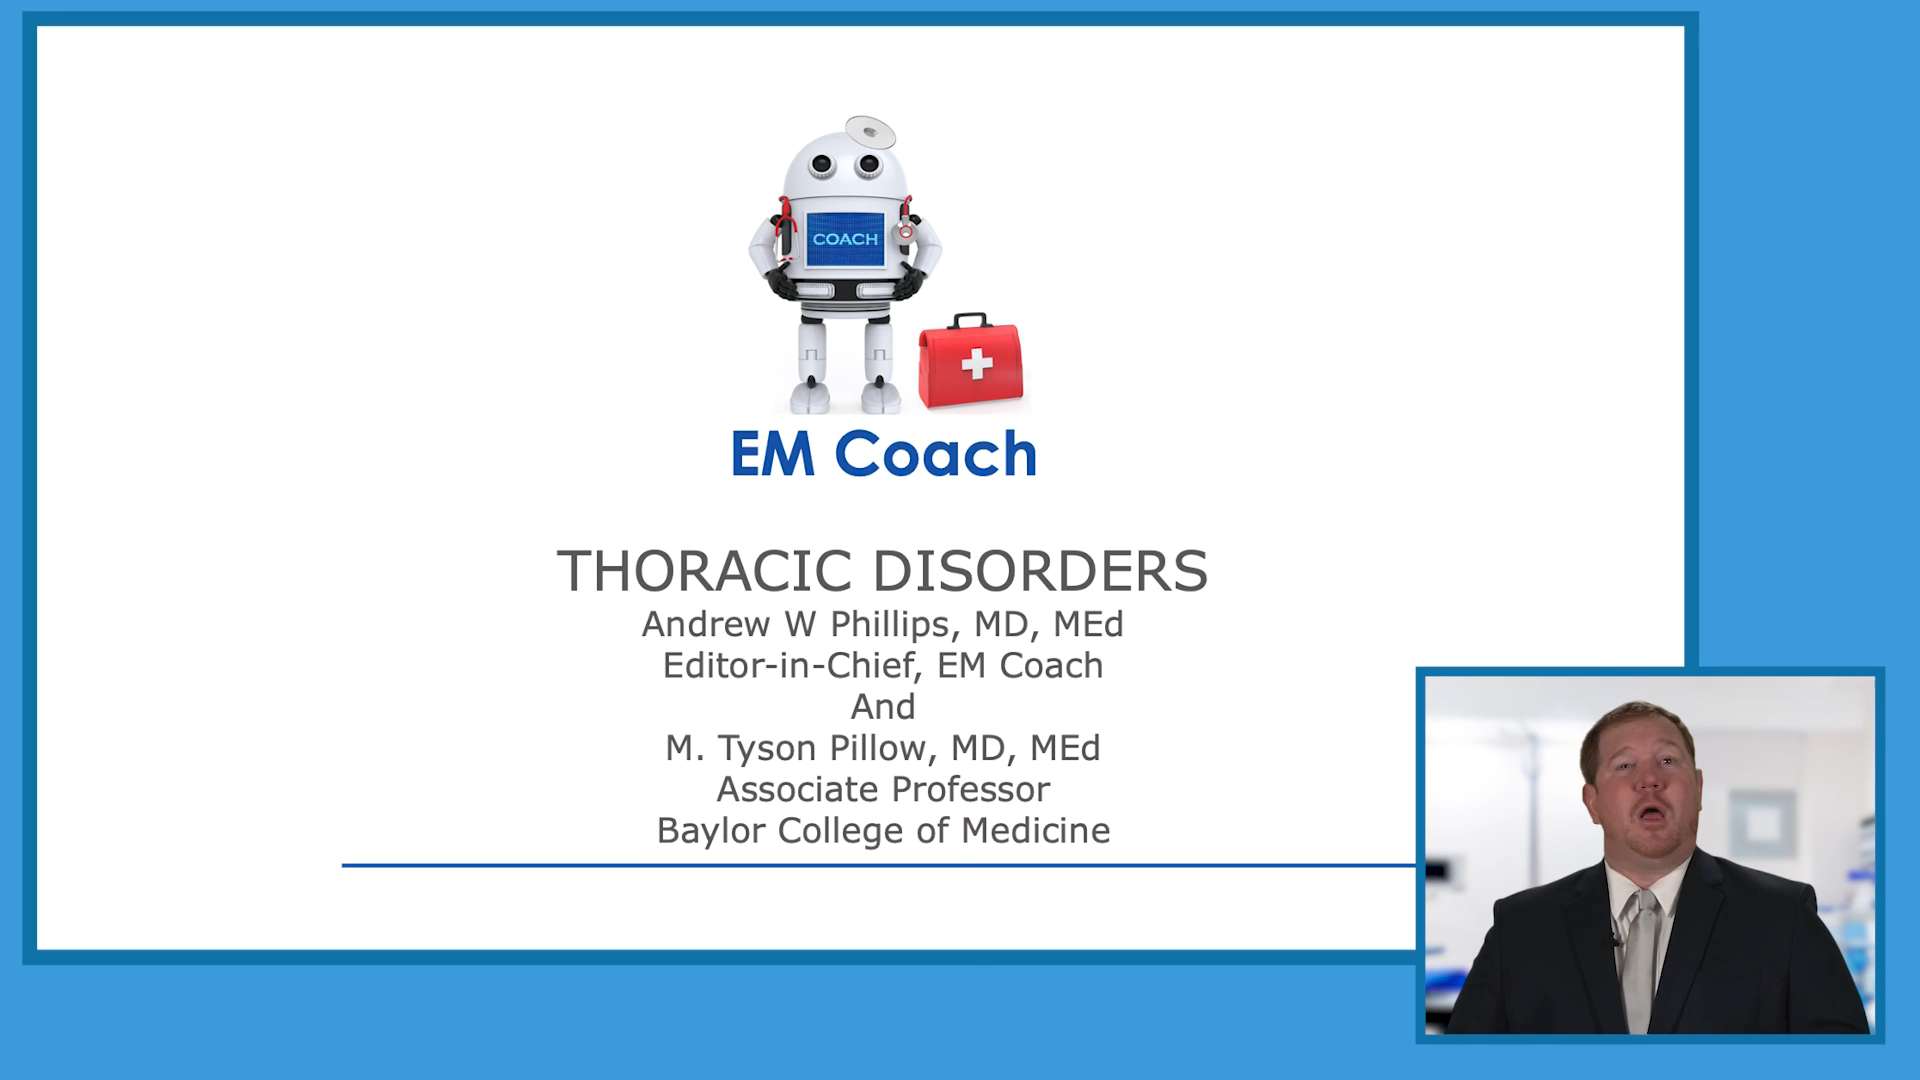 COACH
EM Coach
THORACIC DISORDERS
Andrew W Phillips, MD, MEd
Editor-in-Chief, EM Coach
And
M. Tyson Pillow, MD, MEd
Associate Professor
Baylor College of Medicine